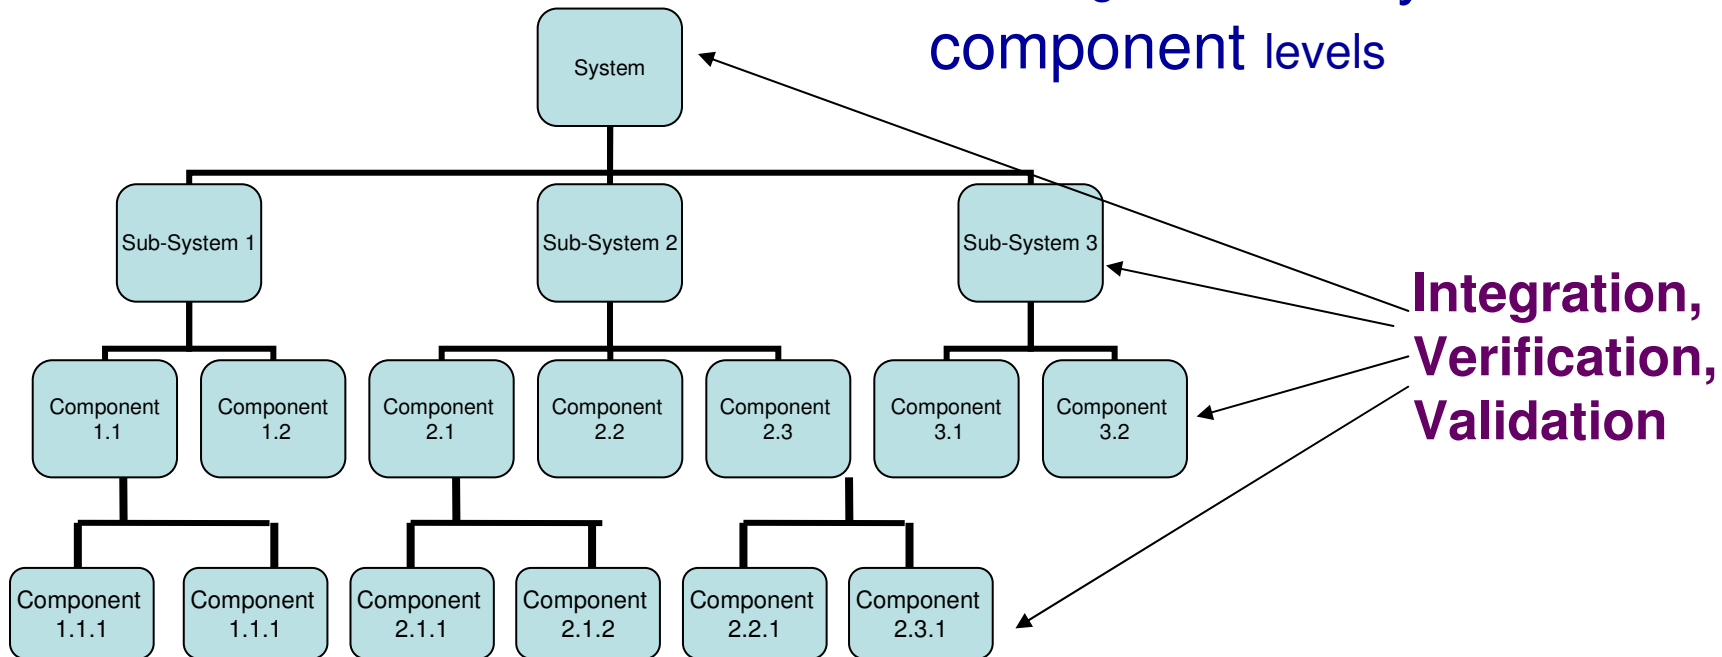 component levels
System
Sub-System 1
Sub-System 2
Sub-System 3
Integration,
Verification,
Validation
Component
1.1
Component
1.2
Component
2.1
Component
2.2
Component
2.3
Component
3.1
Component
3.2
Component
1.1.1
Component
1.1.1
Component
2.1.1
Component
2.1.2
Component
2.2.1
Component
2.3.1